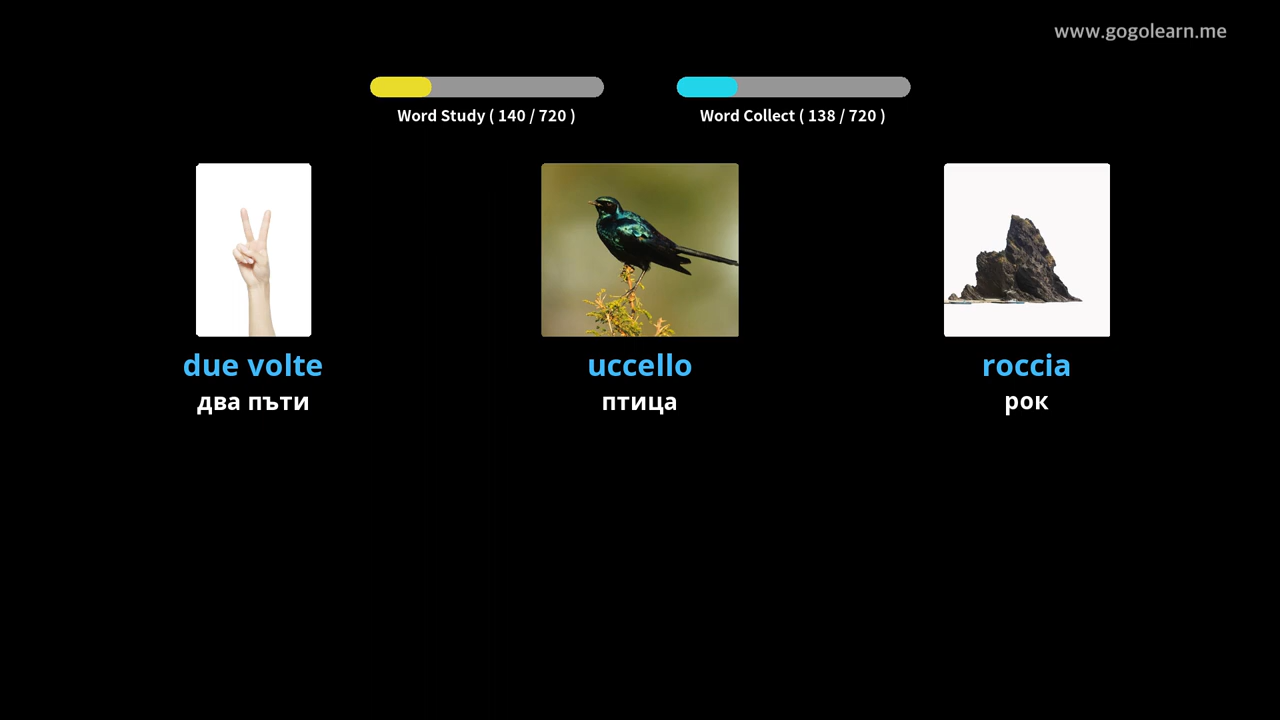 www.gogolearn.me
Word Study ( 140 / 720 )
Word Collect ( 138 / 720 )
due volte
два пъти
uccello
птица
roccia
рок